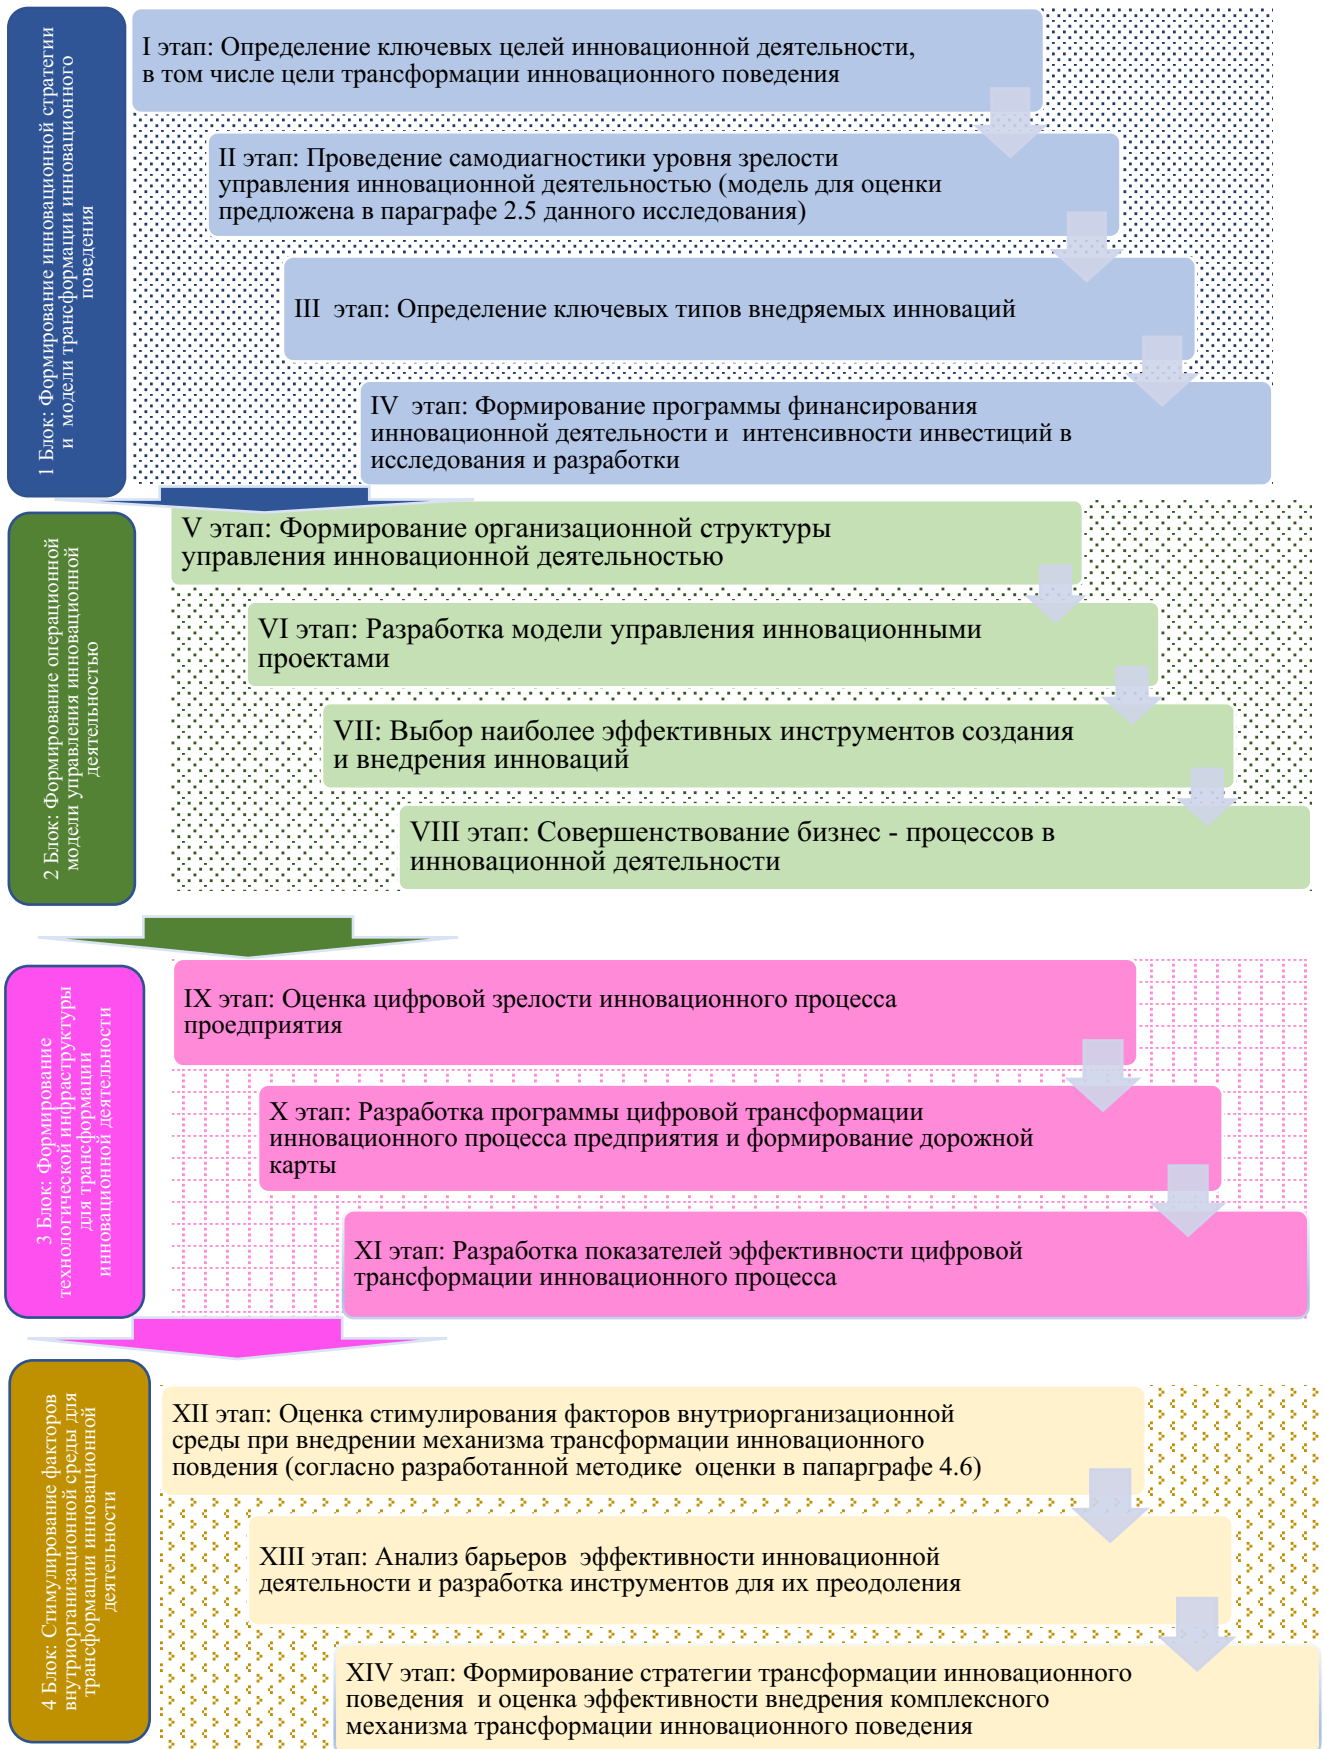 1 Блок: Формирование инновационной стратегии
и  модели трансформации инновационного
поведения
I этап: Определение ключевых целей инновационной деятельности,
в том числе цели трансформации инновационного поведения
II этап: Проведение самодиагностики уровня зрелости
управления инновационной деятельностью (модель для оценки
предложена в параграфе 2.5 данного исследования)
III  этап: Определение ключевых типов внедряемых инноваций
IV  этап: Формирование программы финансирования
инновационной деятельности и  интенсивности инвестиций в
исследования и разработки
2 Блок: Формирование операционной
модели управления инновационной
деятельностью
V этап: Формирование организационной структуры
управления инновационной деятельностью
VI этап: Разработка модели управления инновационными
проектами
VII: Выбор наиболее эффективных инструментов создания
и внедрения инноваций
VIII этап: Совершенствование бизнес - процессов в
инновационной деятельности
3 Блок: Формирование
технологической инфраструктуры
для трансформации
инновационной деятельности
IX этап: Оценка цифровой зрелости инновационного процесса
проедприятия
X этап: Разработка программы цифровой трансформации
инновационного процесса предприятия и формирование дорожной
карты
XI этап: Разработка показателей эффективности цифровой
трансформации инновационного процесса
4 Блок: Стимулирование факторов
внутриорганизационной среды для
трансформации инновационной
деятельности
XII этап: Оценка стимулирования факторов внутриорганизационной
среды при внедрении механизма трансформации инновационного
повдения (согласно разработанной методике  оценки в папарграфе 4.6)
XIII этап: Анализ барьеров  эффективности инновационной
деятельности и разработка инструментов для их преодоления
XIV этап: Формирование стратегии трансформации инновационного
поведения  и оценка эффективности внедрения комплексного
механизма трансформации инновационного поведения